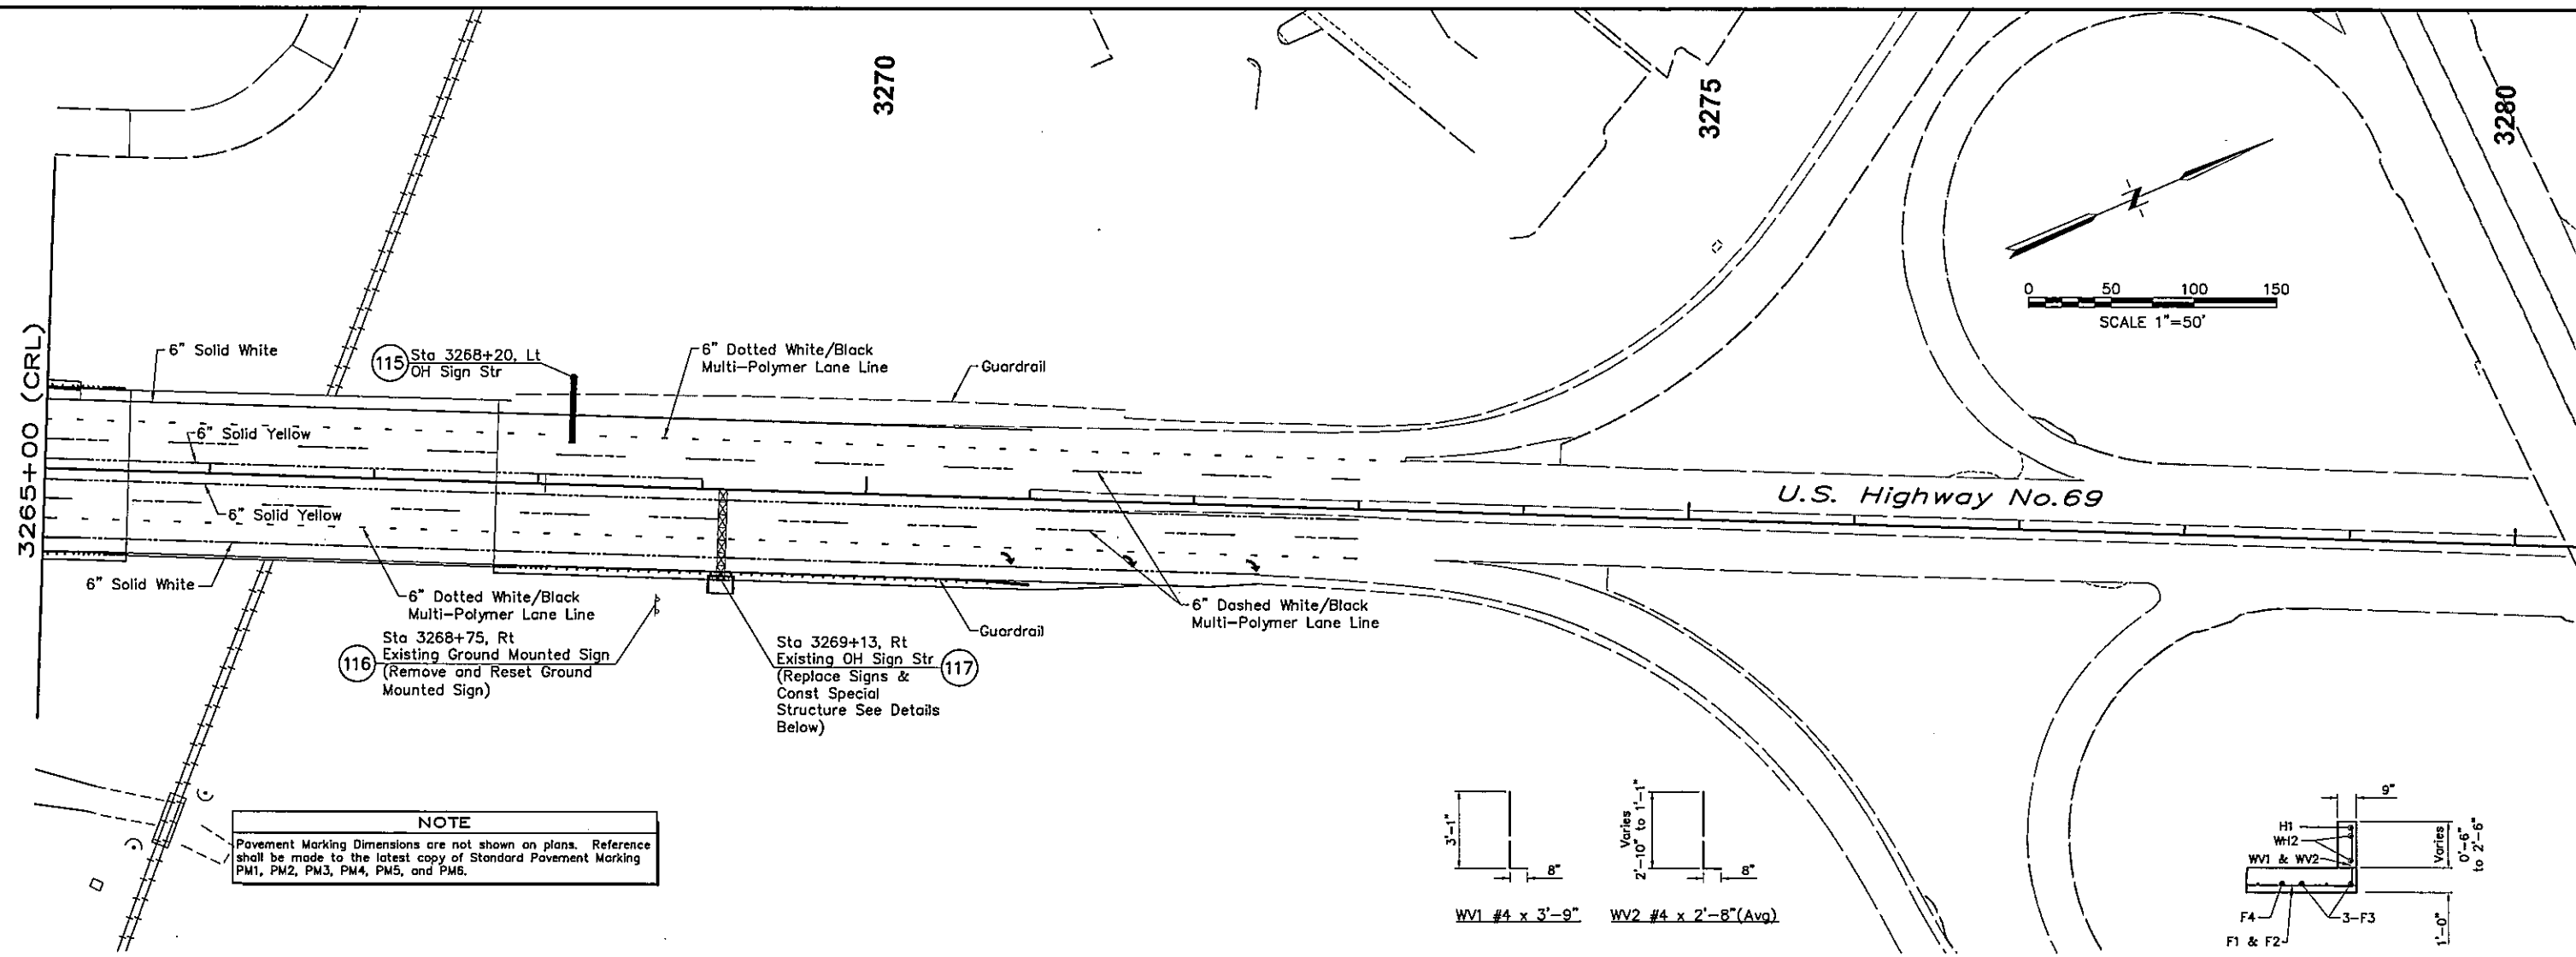 3270
3275
3280
0 50 100 150
SCALE 1"=50'
3265+00 (CRL)
6" Solid White
115
Sta 3268+20, Lt
OH Sign Str
6" Dotted White/Black
Multi-Polymer Lane Line
Guardrail
6" Solid Yellow
6" Solid Yellow
U.S. Highway No.69
6" Solid White
6" Dotted White/Black
Multi-Polymer Lane Line
116
Sta 3268+75, Rt
Existing Ground Mounted Sign
(Remove and Reset Ground
Mounted Sign)
Sta 3269+13, Rt
Existing OH Sign Str
(Replace Signs &
Const Special
Structure See Details
Below)
117
Guardrail
6" Dashed White/Black
Multi-Polymer Lane Line
NOTE
Pavement Marking Dimensions are not shown on plans. Reference
shall be made to the latest copy of Standard Pavement Marking
PM1, PM2, PM3, PM4, PM5, and PM6.
3'-1"
8"
WV1 #4 x 3'-9"
Varies
2'-10" to 1'-1"
8"
WV2 #4 x 2'-8"(Avg)
9"
H1
WH2
WV1 & WV2
Varies
0'-6"
to 2'-6"
F4
3-F3
F1 & F2
1'-0"